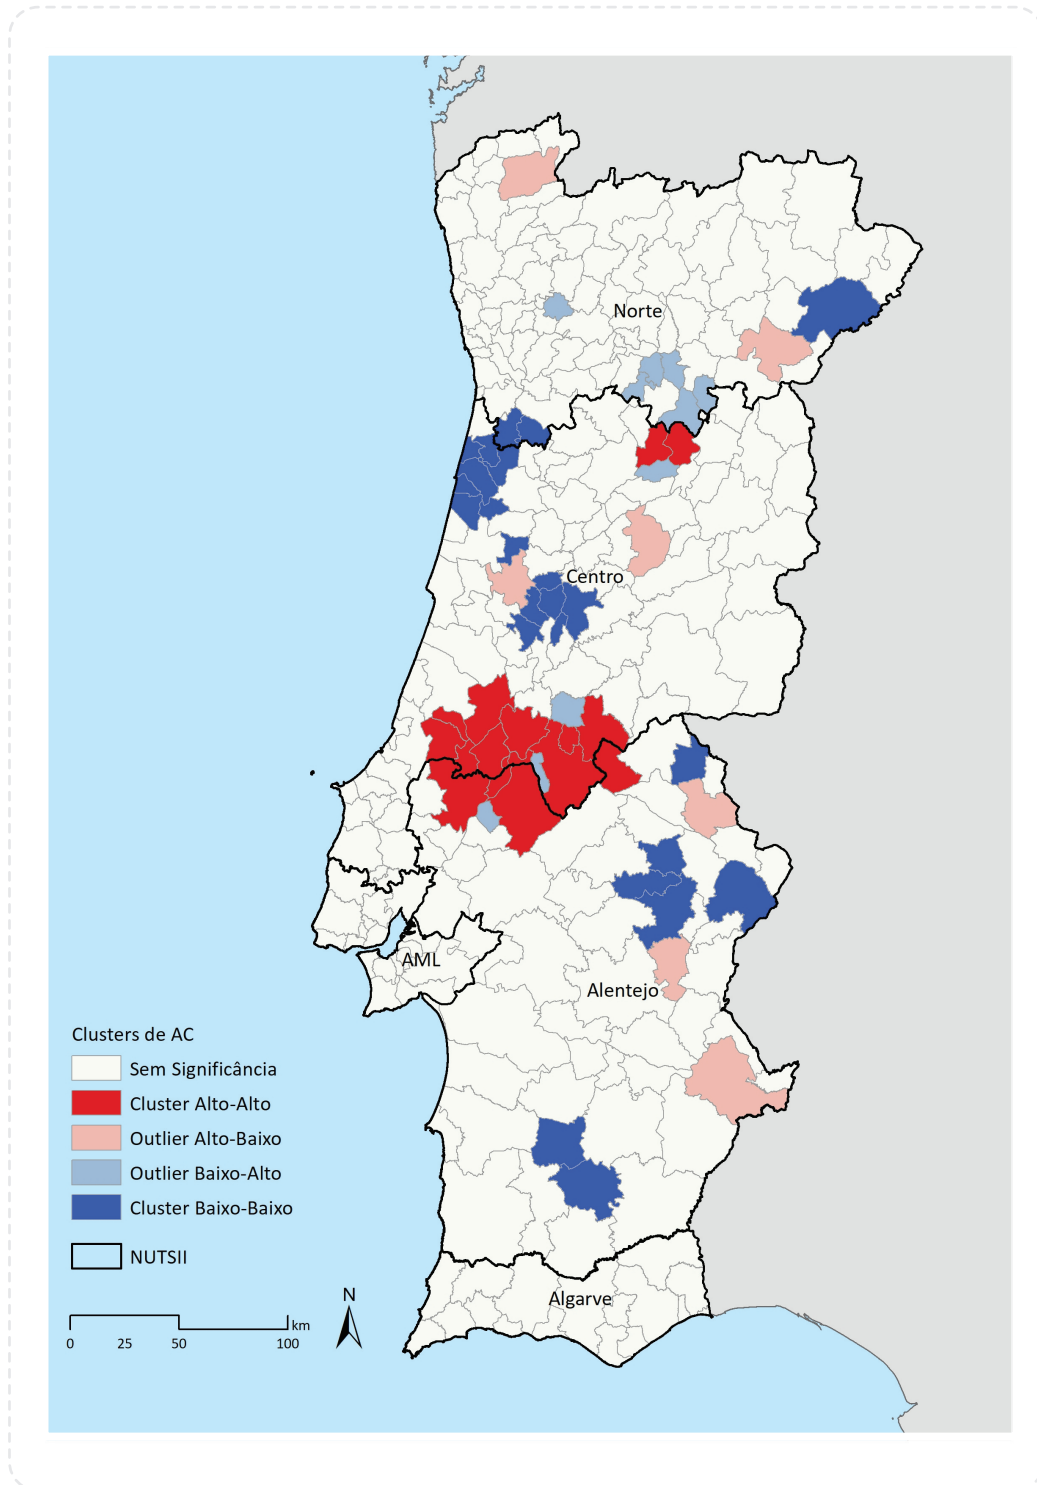 Norte
Centro
AML
Alentejo
Clusters de AC
Sem Significância
Cluster Alto-Alto
Outlier Alto-Baixo
Outlier Baixo-Alto
Cluster Baixo-Baixo
NUTSII
Algarve
N
km
0 25 50 100